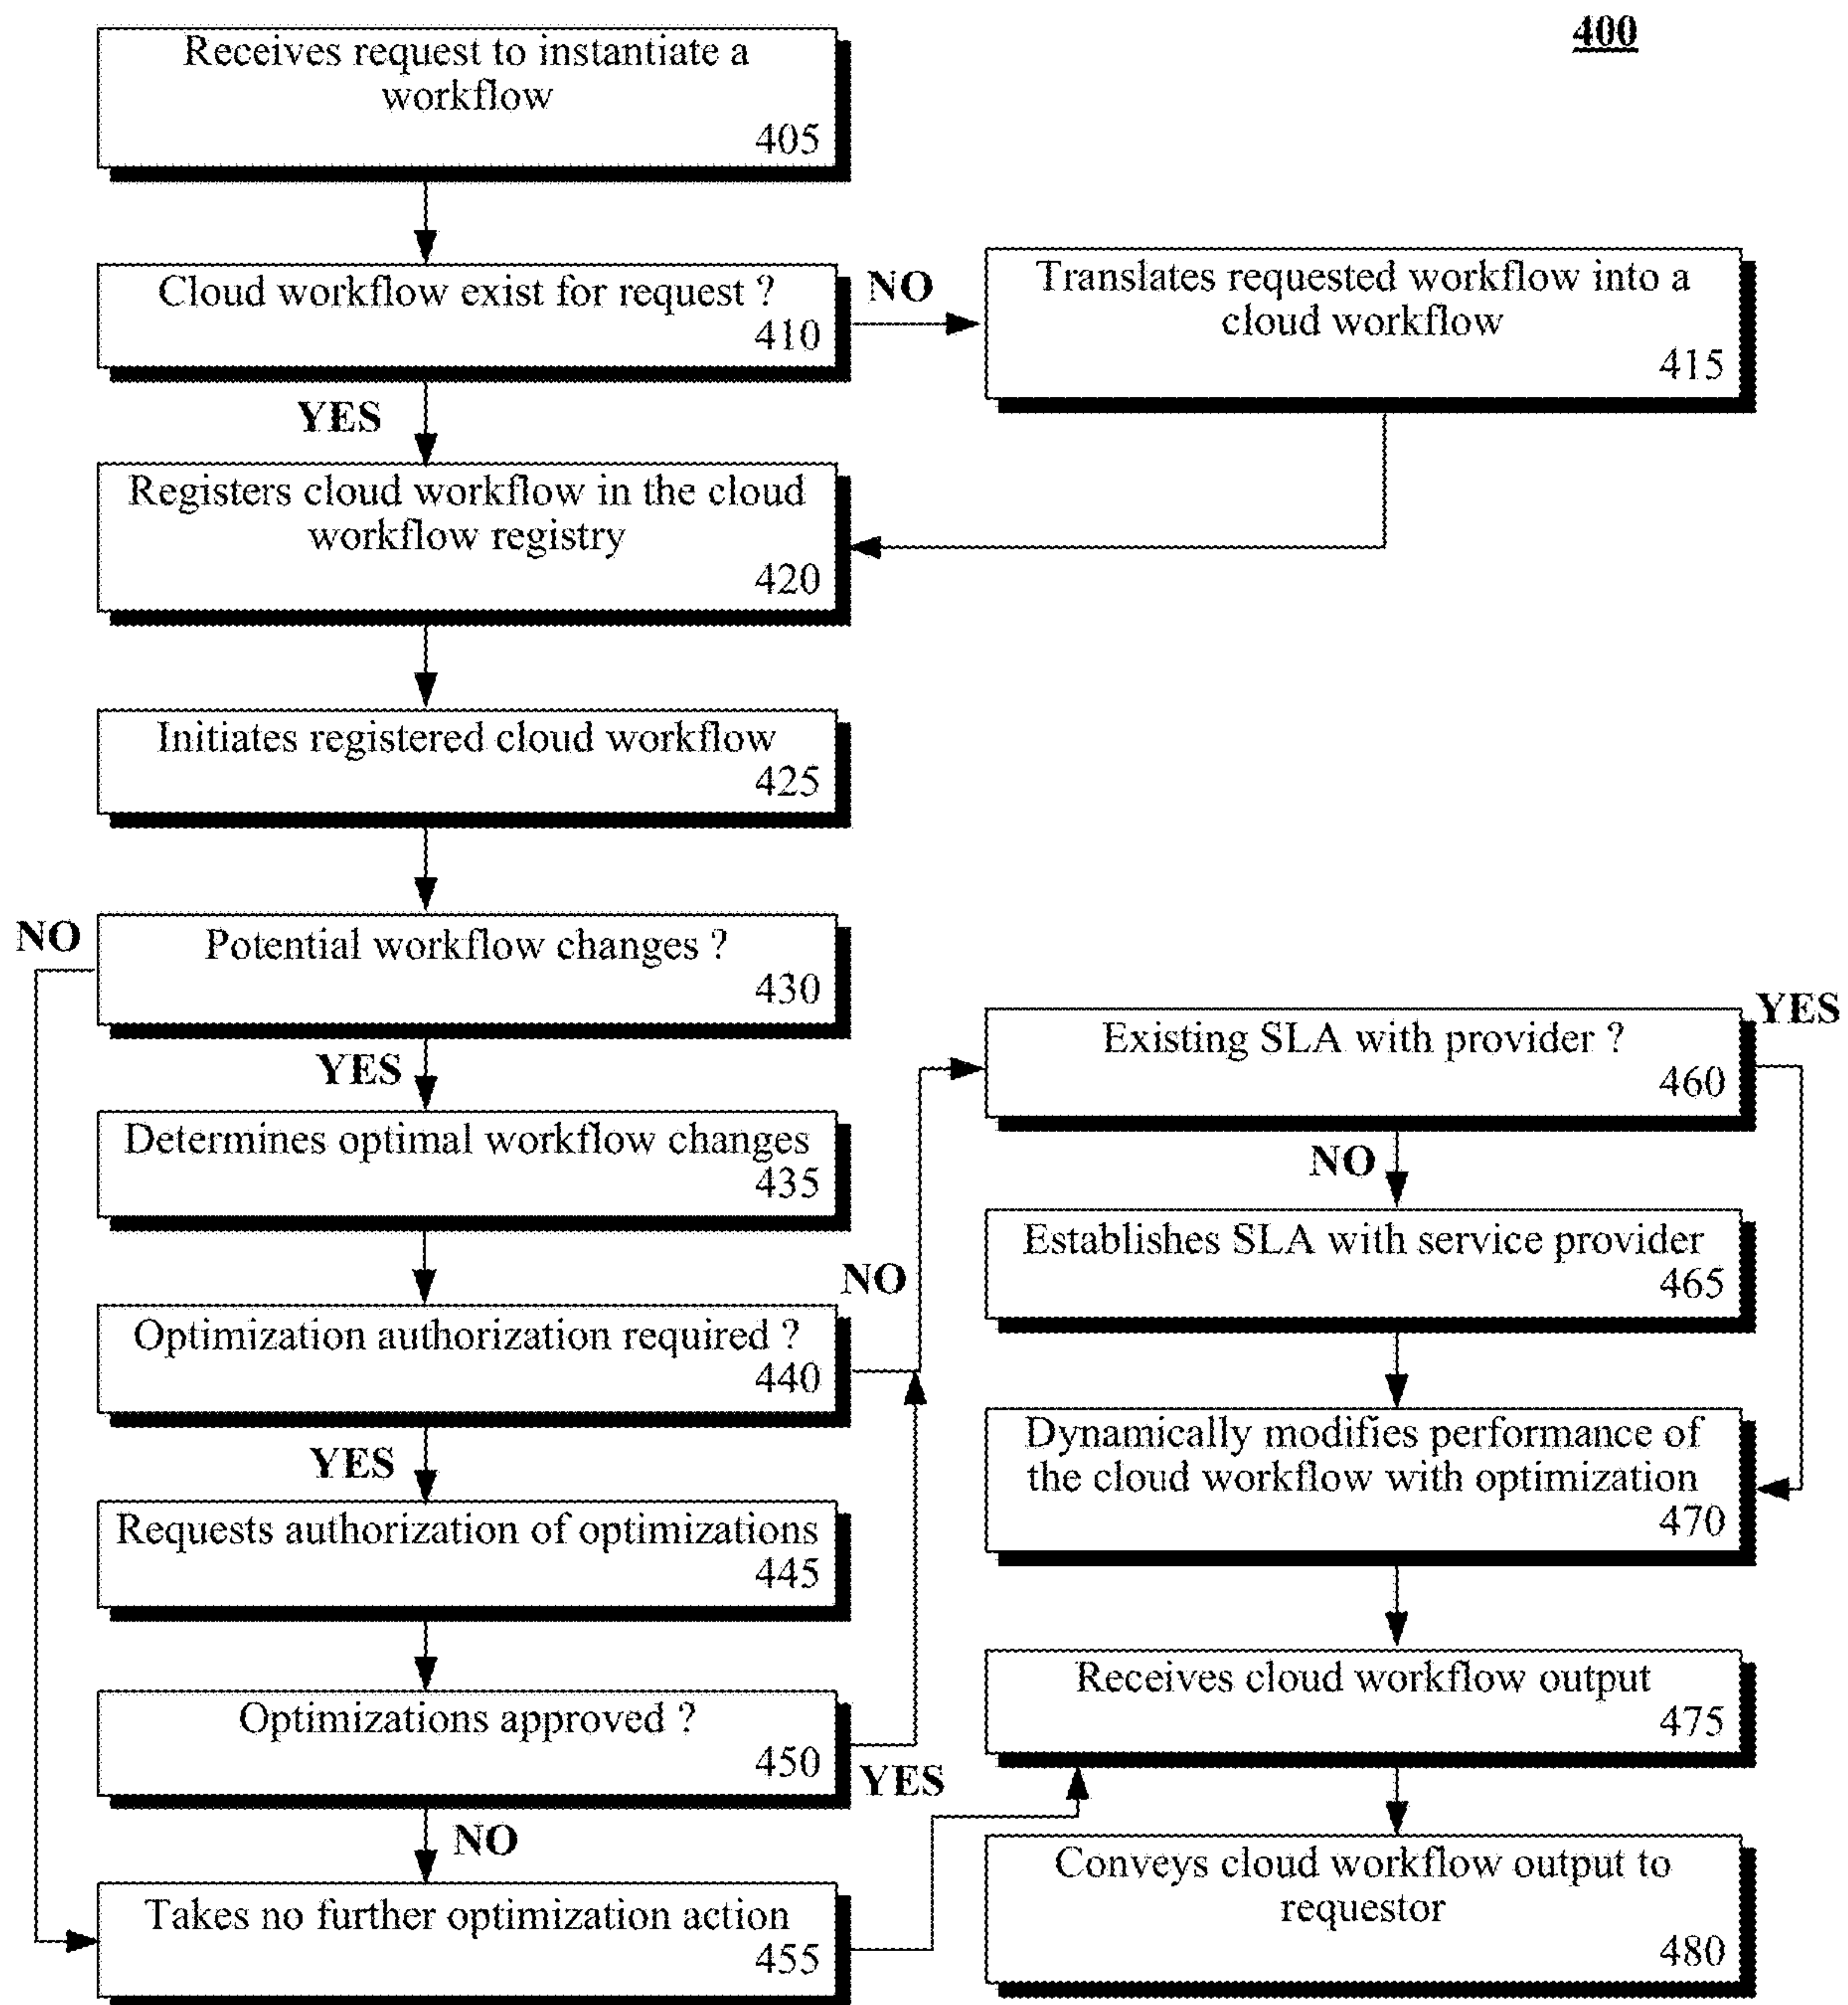 400
Receives request to instantiate a
workflow
405
Cloud workflow exist for request ?
410
NO
Translates requested workflow into a
cloud workflow
415
YES
Registers cloud workflow in the cloud
workflow registry
420
Initiates registered cloud workflow
425
NO
Potential workflow changes ?
430
YES
Determines optimal workflow changes
435
Optimization authorization required ?
440
NO
YES
Requests authorization of optimizations
445
Optimizations approved ?
450
YES
NO
Takes no further optimization action
455
Existing SLA with provider ?
460
YES
NO
Establishes SLA with service provider
465
Dynamically modifies performance of
the cloud workflow with optimization
470
Receives cloud workflow output
475
Conveys cloud workflow output to
requestor
480